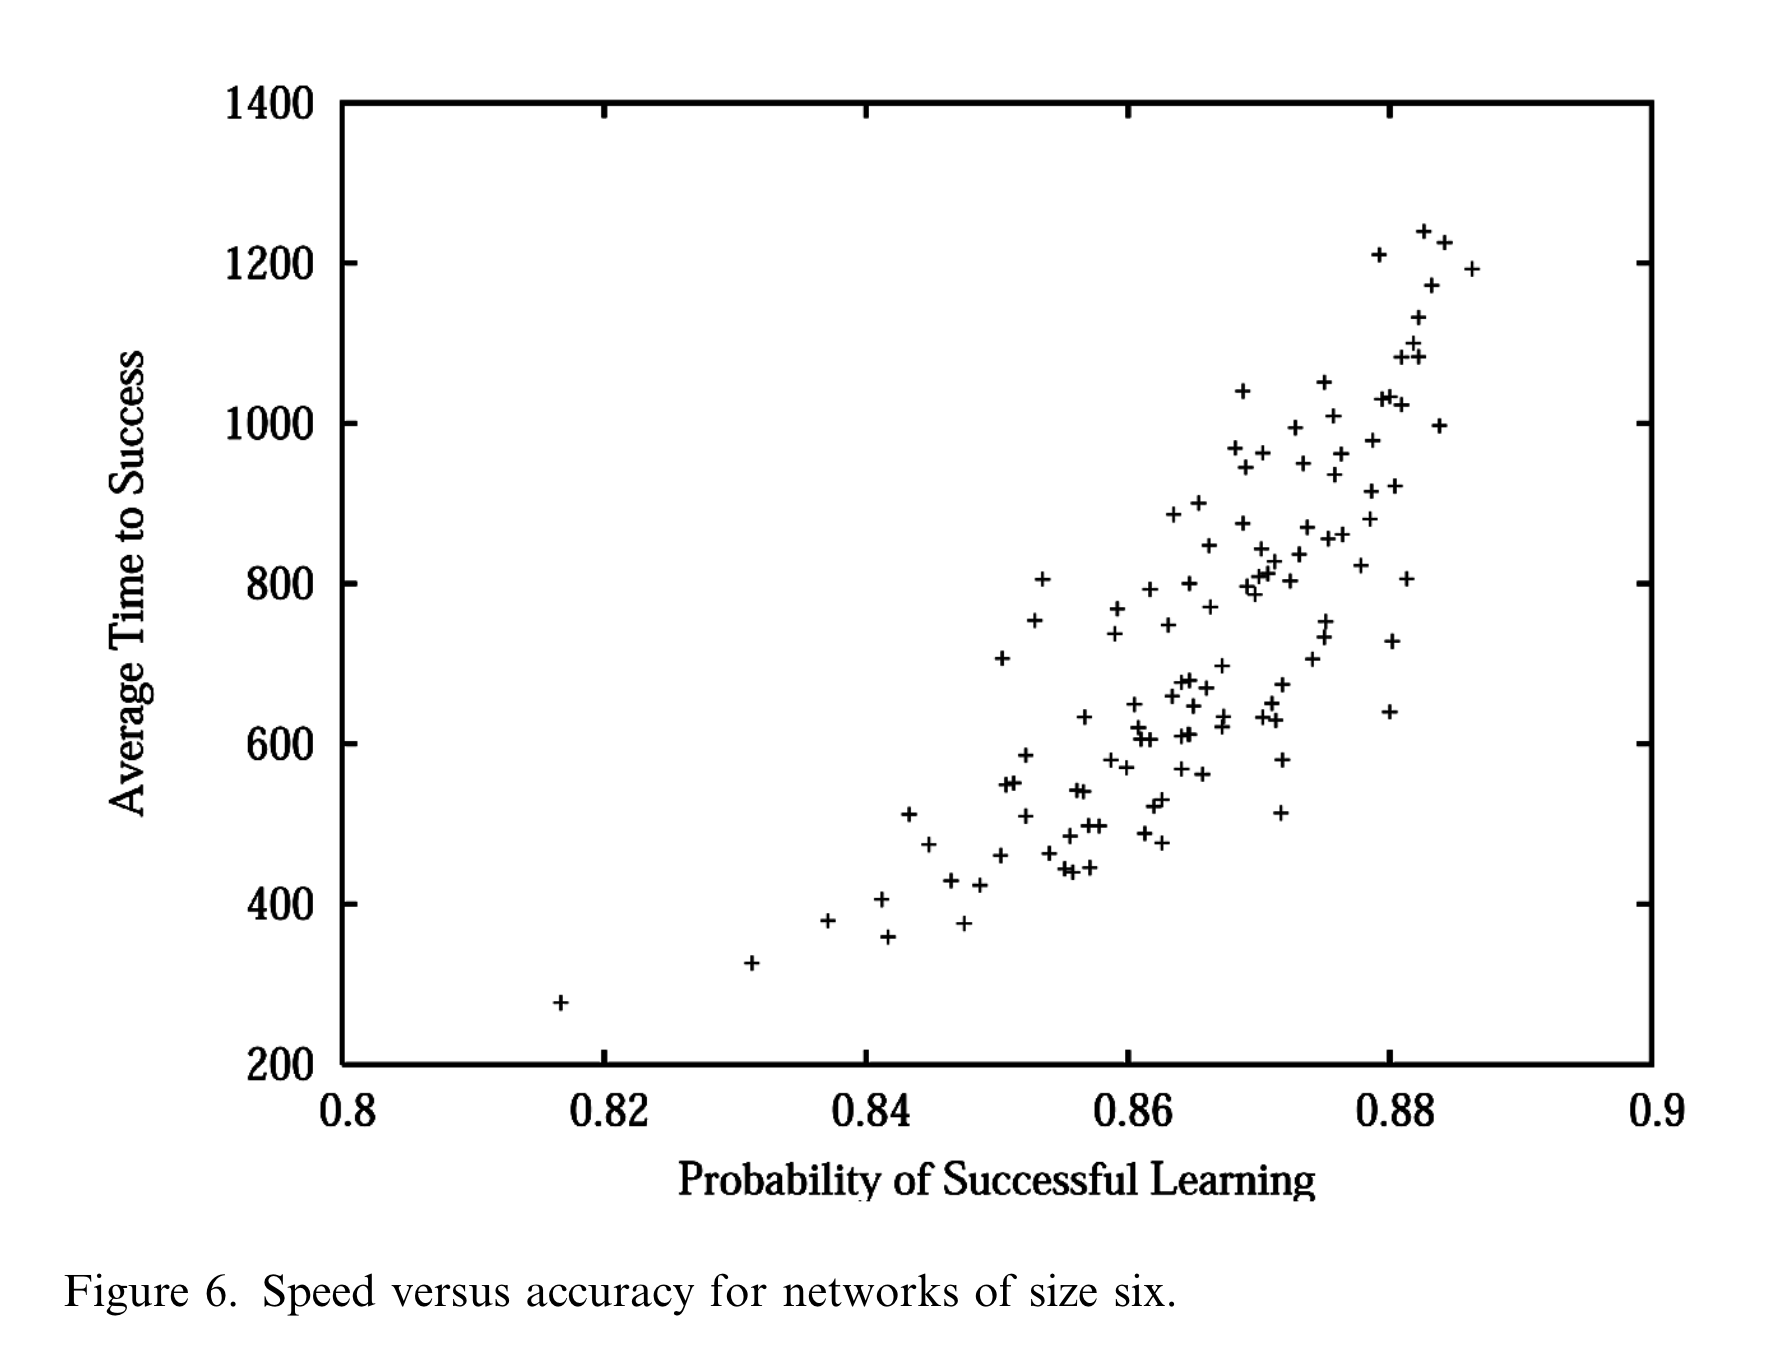 1400
1200
1000
800
600
400
200
Average Time to Success
0.8 0.82 0.84 0.86 0.88 0.9
Probability of Successful Learning
Figure 6. Speed versus accuracy for networks of size six.